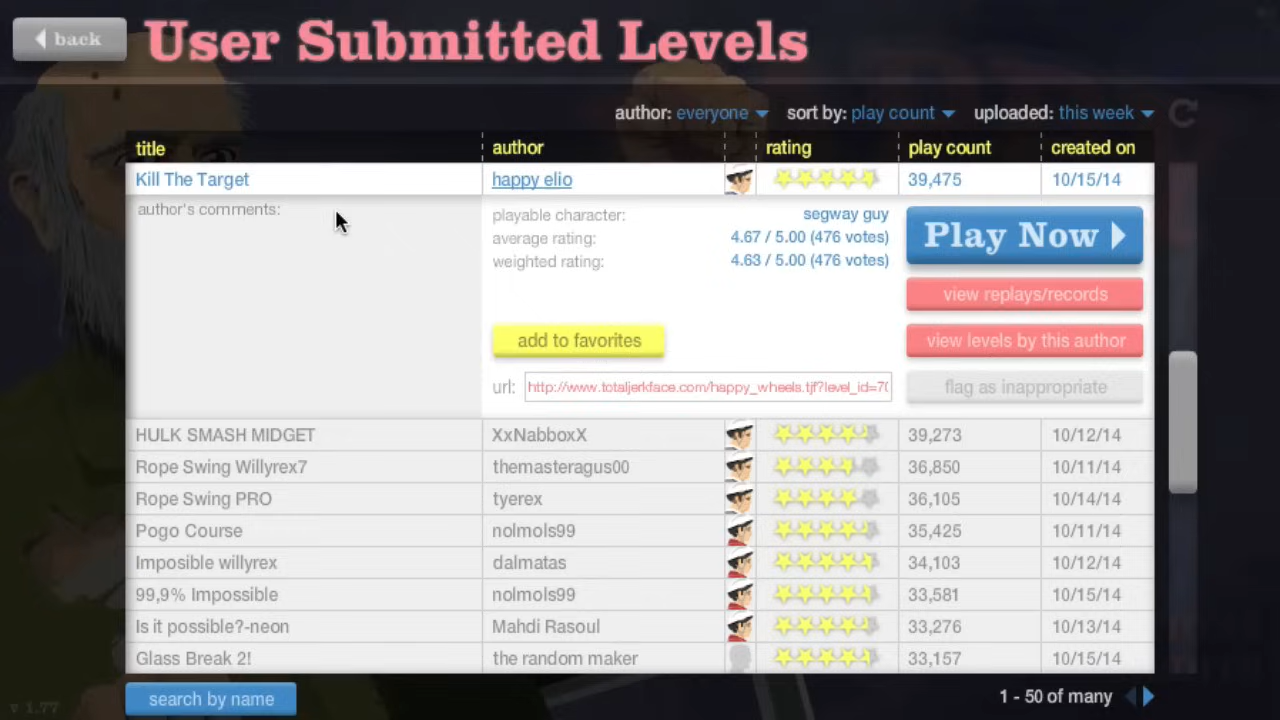 back
User Submitted Levels
author: everyone sort by: play count uploaded: this week
title author rating play count created on
Kill The Target happy elio 39,475 10/15/14
author's comments:
playable character: segway guy
average rating: 4.67 / 5.00 (476 votes)
weighted rating: 4.63 / 5.00 (476 votes)
Play Now
view replays/records
add to favorites
view levels by this author
url: http://www.totaljerkface.com/happy_wheels.tjf?level_id=7
flag as inappropriate
HULK SMASH MIDGET XxNabboxX 39,273 10/12/14
Rope Swing Willyrex7 themasteragus00 36,850 10/11/14
Rope Swing PRO tyerex 36,105 10/14/14
Pogo Course nolmols99 35,425 10/11/14
Imposible willyrex dalmatas 34,103 10/12/14
99,9% Impossible nolmols99 33,581 10/15/14
Is it possible?-neon Mahdi Rasoul 33,276 10/13/14
Glass Break 2! the random maker 33,157 10/15/14
search by name
1 - 50 of many
v 1.77